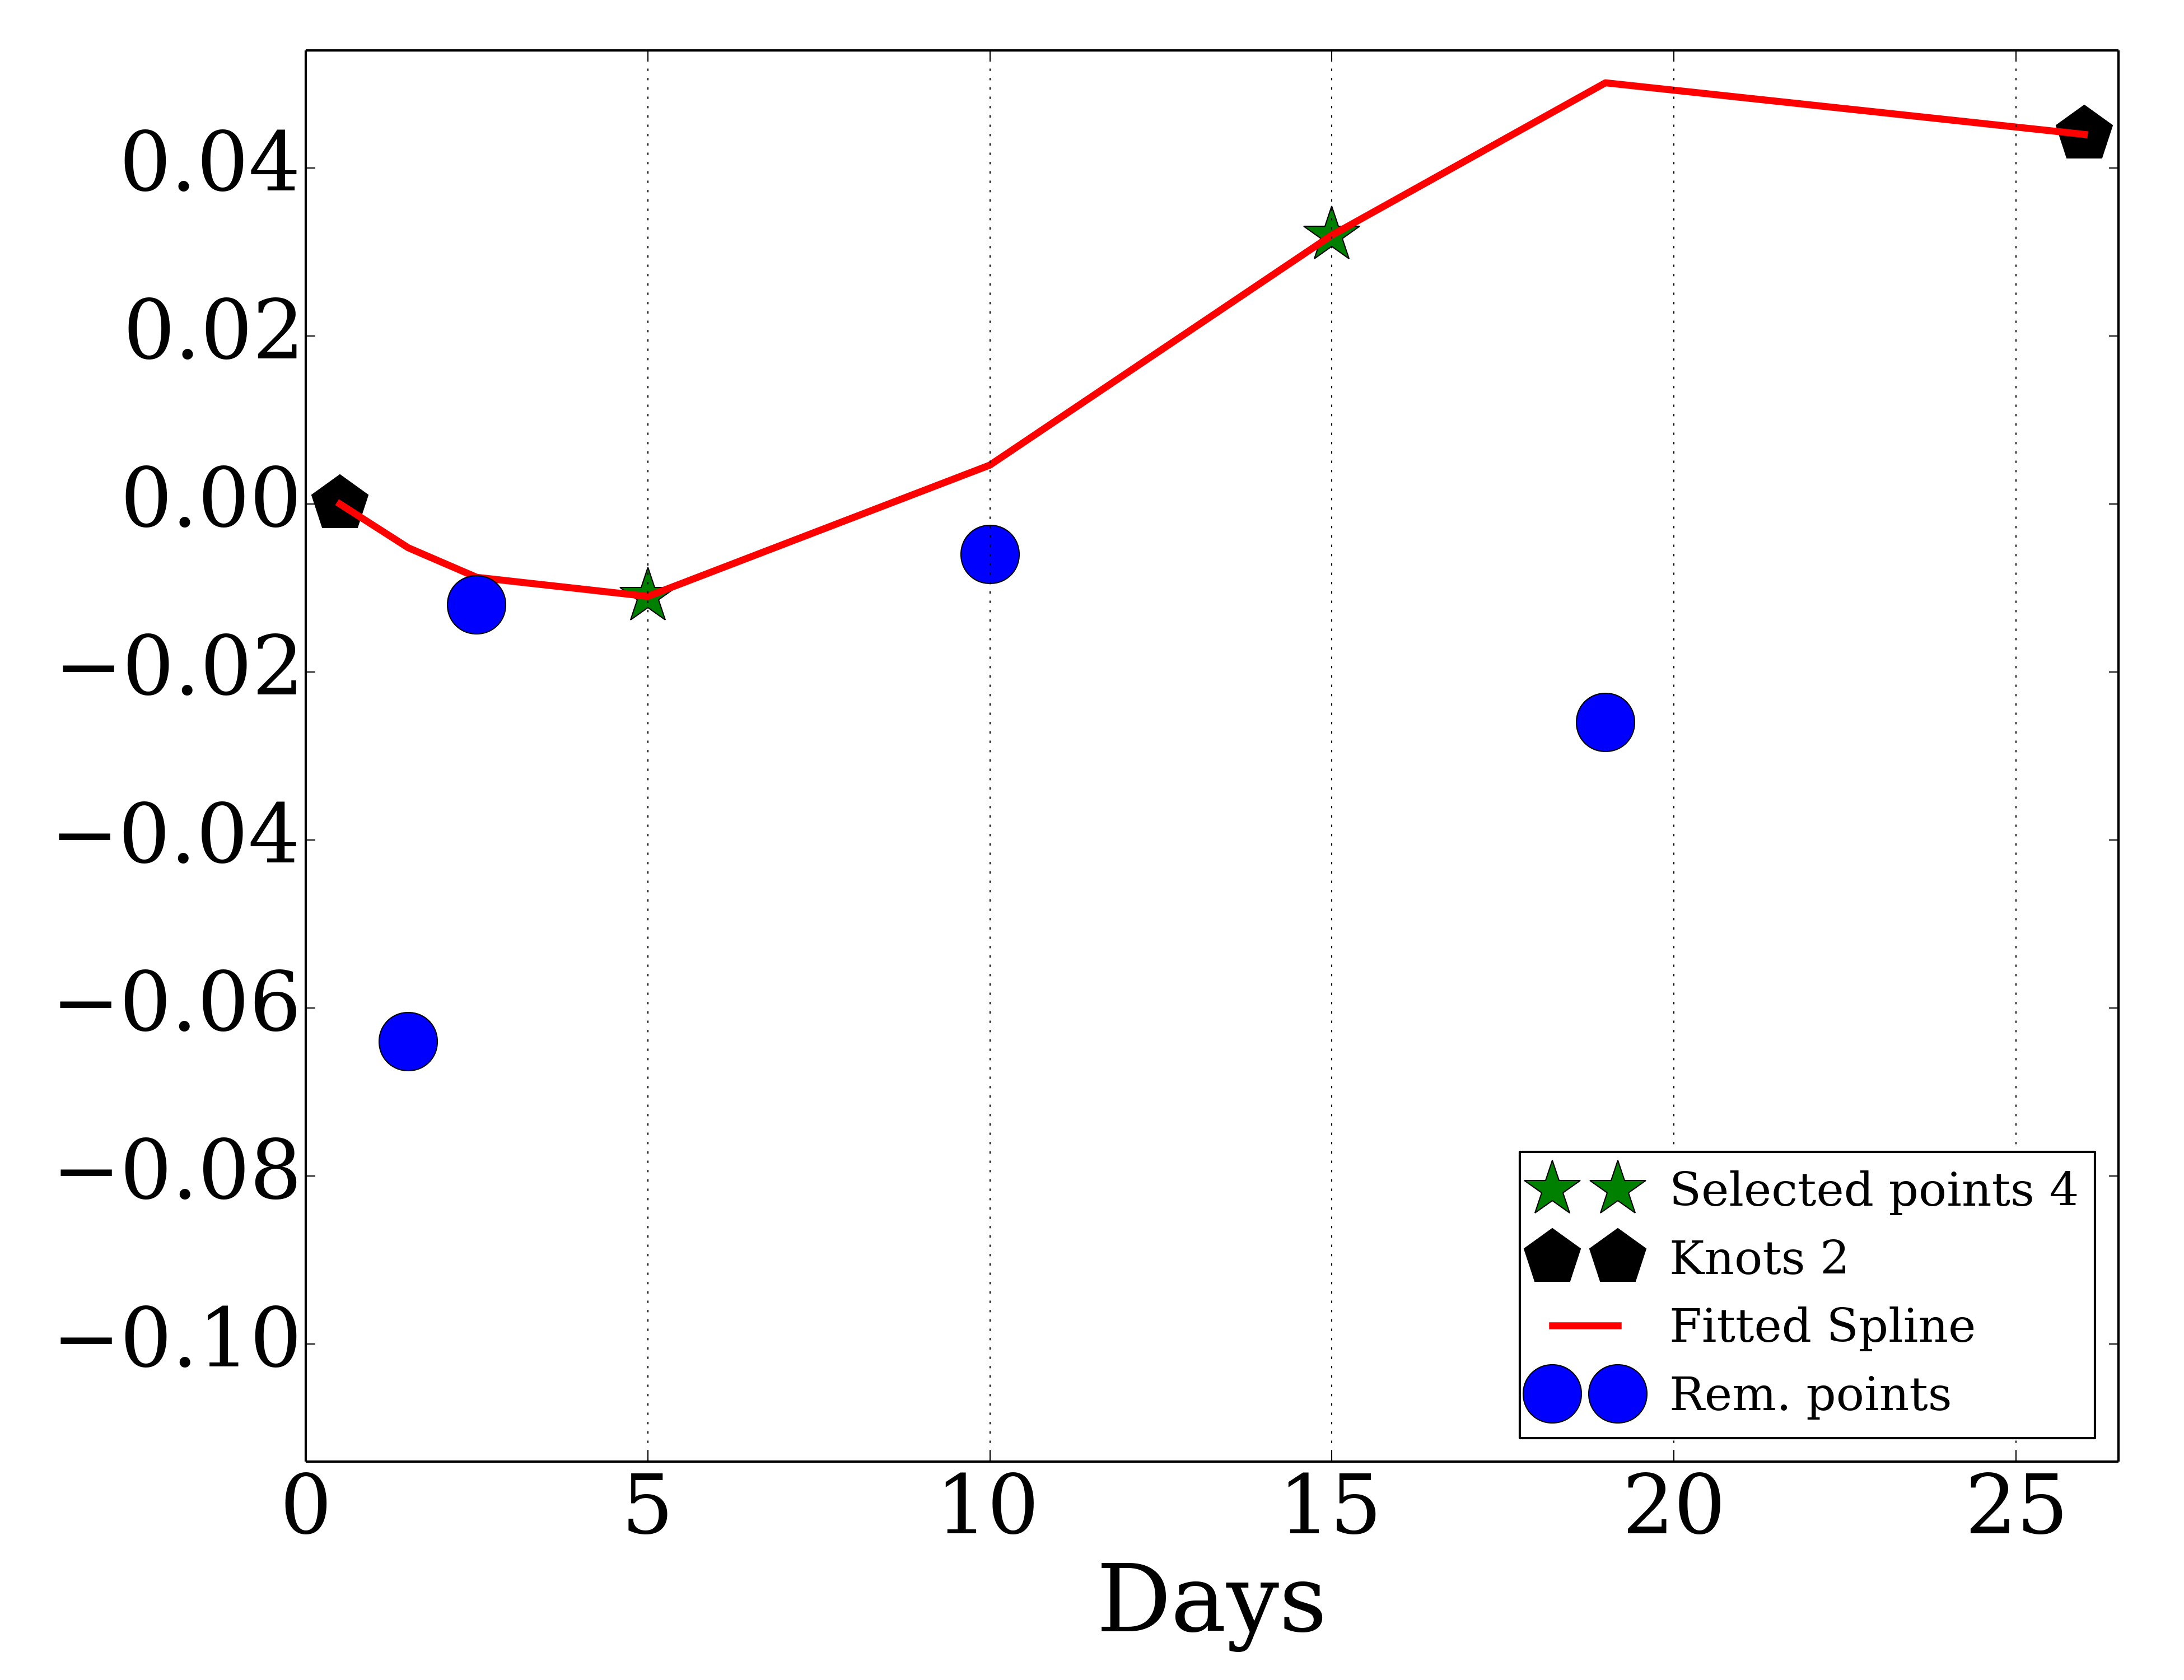 0.04
0.02
0.00
−0.02
−0.04
−0.06
−0.08
−0.10
Selected points 4
Knots 2
Fitted Spline
Rem. points
0 5 10 15 20 25
Days